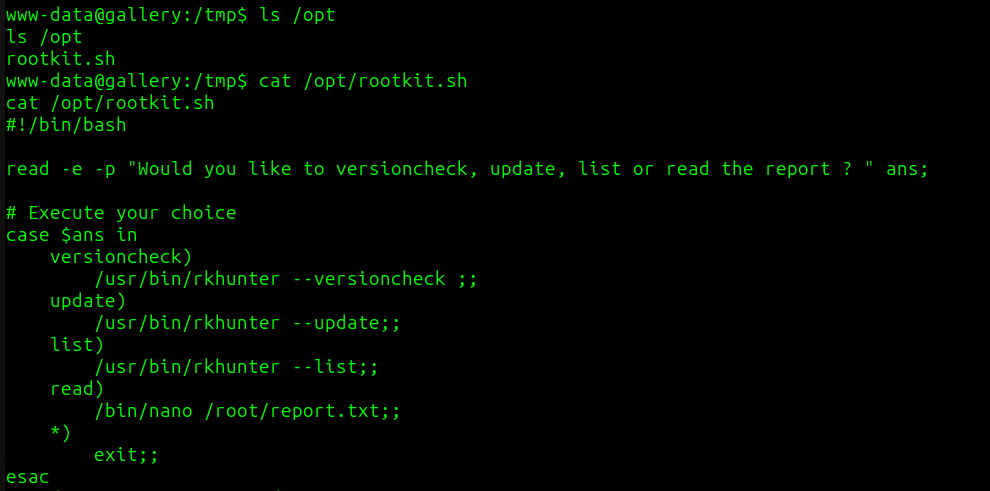 www-data@gallery:/tmp$ ls /opt
ls /opt
rootkit.sh
www-data@gallery:/tmp$ cat /opt/rootkit.sh
cat /opt/rootkit.sh
#!/bin/bash

read -e -p "Would you like to versioncheck, update, list or read the report ? " ans;

# Execute your choice
case $ans in
    versioncheck)
        /usr/bin/rkhunter --versioncheck ;;
    update)
        /usr/bin/rkhunter --update;;
    list)
        /usr/bin/rkhunter --list;;
    read)
        /bin/nano /root/report.txt;;
    *)
        exit;;
esac